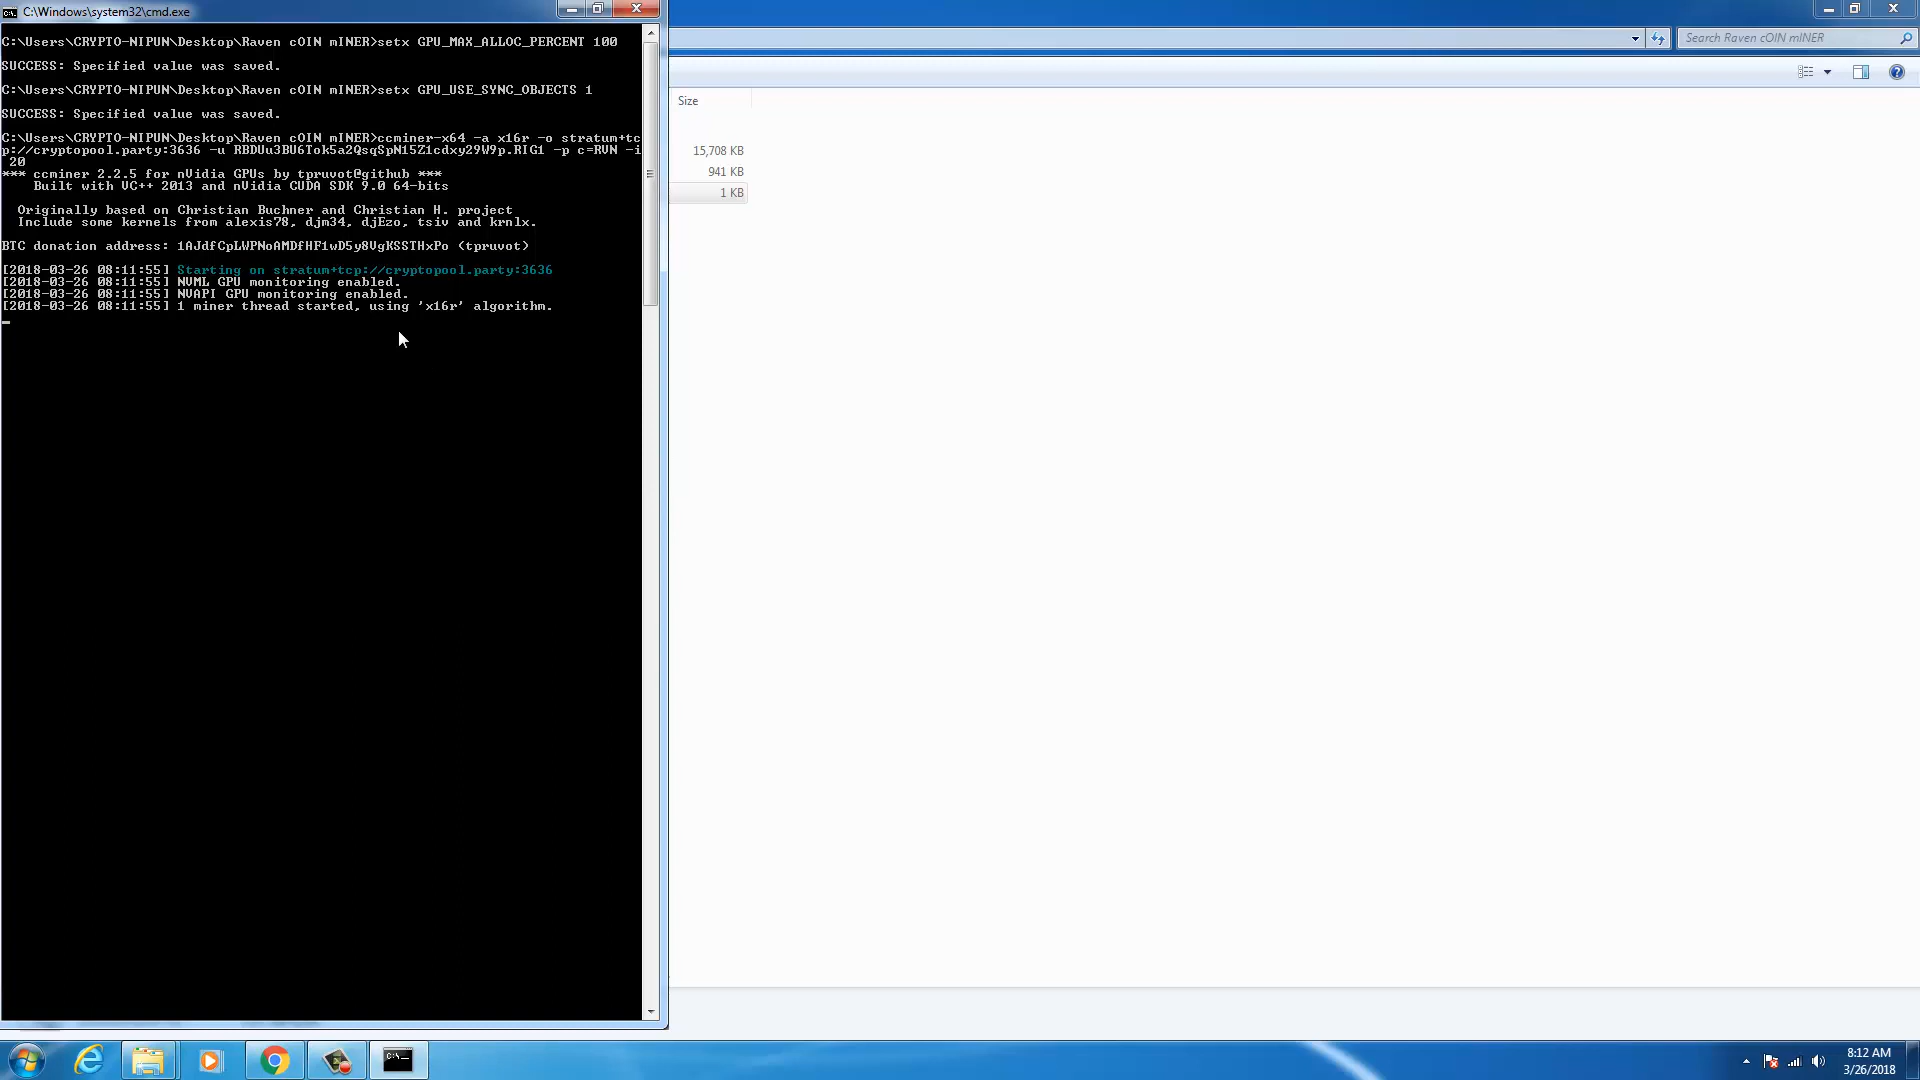 C:\Windows\system32\cmd.exe
C:\Users\CRYPTO-NIPUN\Desktop\Raven cOIN mINER>setx GPU_MAX_ALLOC_PERCENT 100
SUCCESS: Specified value was saved.
C:\Users\CRYPTO-NIPUN\Desktop\Raven cOIN mINER>setx GPU_USE_SYNC_OBJECTS 1
SUCCESS: Specified value was saved.
C:\Users\CRYPTO-NIPUN\Desktop\Raven cOIN mINER>ccminer-x64 -a x16r -o stratum+tc
p://cryptopool.party:3636 -u RBDUu3BU6Tok5a2QsqSpN15Z1cdxy29W9p.RIG1 -p c=RVN -i
20
*** ccminer 2.2.5 for nVidia GPUs by tpruvot@github ***
Built with VC++ 2013 and nVidia CUDA SDK 9.0 64-bits
Originally based on Christian Buchner and Christian H. project
Include some kernels from alexis78, djm34, djEzo, tsiv and krnlx.
BTC donation address: 1AJdfCpLWPNoAMDfHF1wD5y8VgKSSTHxPo (tpruvot)
[2018-03-26 08:11:55] Starting on stratum+tcp://cryptopool.party:3636
[2018-03-26 08:11:55] NVML GPU monitoring enabled.
[2018-03-26 08:11:55] NVAPI GPU monitoring enabled.
[2018-03-26 08:11:55] 1 miner thread started, using 'x16r' algorithm.
Search Raven cOIN mINER
Size
15,708 KB
941 KB
1 KB
8:12 AM
3/26/2018